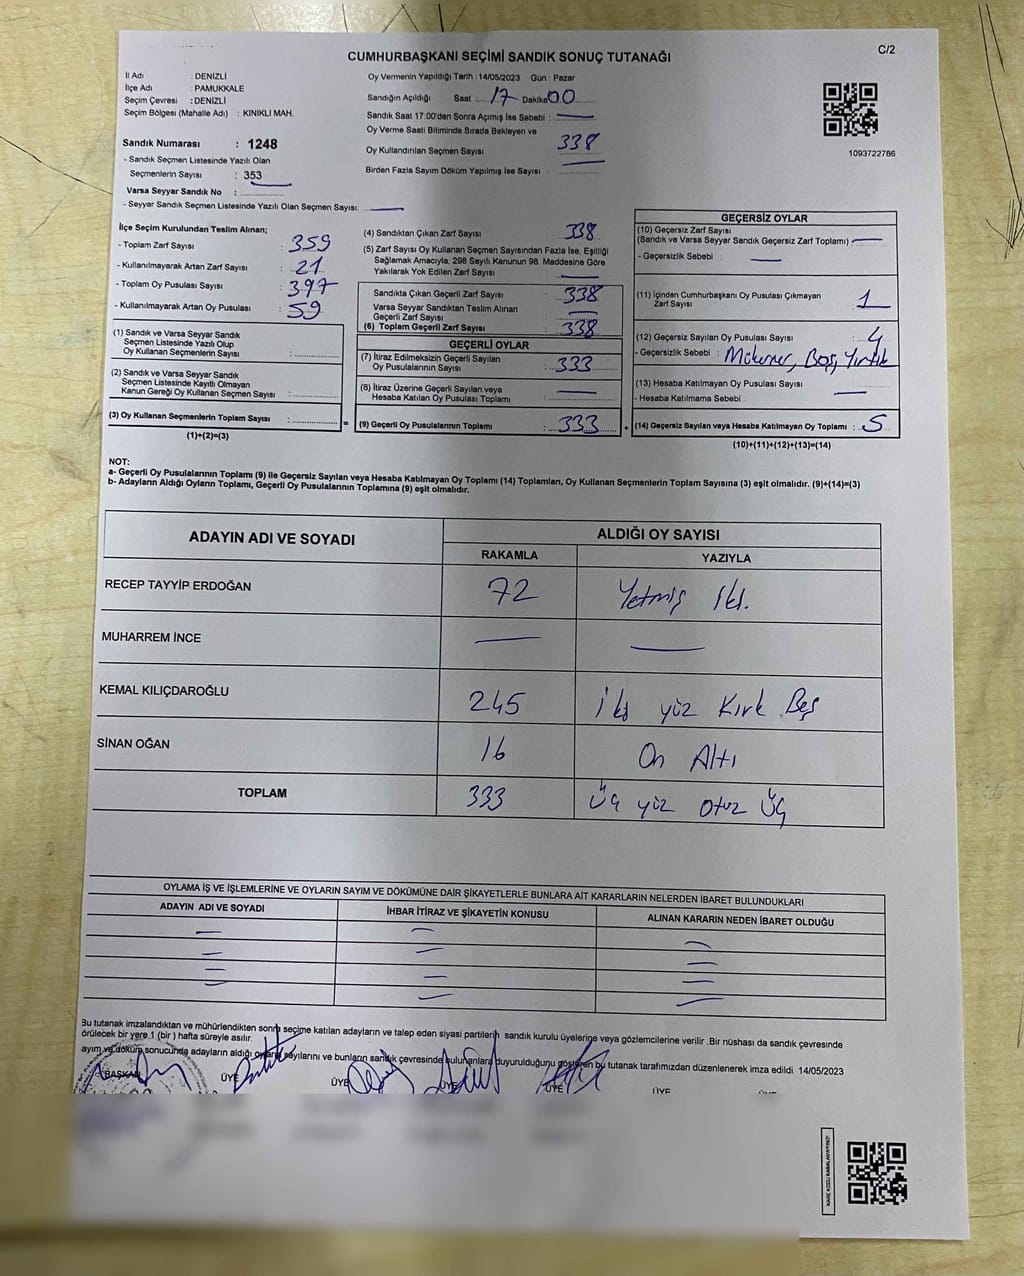 C/2
CUMHURBAŞKANI SEÇİMİ SANDIK SONUÇ TUTANAĞI
İl Adı : DENİZLİ
İlçe Adı : PAMUKKALE
Seçim Çevresi : DENİZLİ
Seçim Bölgesi (Mahalle Adı) : KINIKLI MAH.
Sandık Numarası : 1248
- Sandık Seçmen Listesinde Yazılı Olan
Seçmenlerin Sayısı : 353
Varsa Seyyar Sandık No :
- Seyyar Sandık Seçmen Listesinde Yazılı Olan Seçmen Sayısı: —
Oy Vermenin Yapıldığı Tarih : 14/05/2023 Gün : Pazar
Sandığın Açıldığı Saat 17 Dakika 00
Sandık Saat 17:00'den Sonra Açımış İse Sebebi : —
Oy Verme Saati Bitiminde Sırada Bekleyen ve
Oy Kullandırılan Seçmen Sayısı 338
Birden Fazla Sayım Döküm Yapılmış İse Sayısı : —
1093722786
İlçe Seçim Kurulundan Teslim Alınan;
- Toplam Zarf Sayısı : 359
- Kullanılmayarak Artan Zarf Sayısı : 21
- Toplam Oy Pusulası Sayısı : 397
- Kullanılmayarak Artan Oy Pusulası : 59
(1) Sandık ve Varsa Seyyar Sandık
Seçmen Listesinde Yazılı Olup
Oy Kullanan Seçmenlerin Sayısı :
(2) Sandık ve Varsa Seyyar Sandık
Seçmen Listesinde Kayıtlı Olmayan
Kanun Gereği Oy Kullanan Seçmen Sayısı :
(3) Oy Kullanan Seçmenlerin Toplam Sayısı :
(1)+(2)=(3)
(4) Sandıktan Çıkan Zarf Sayısı : 338
(5) Zarf Sayısı Oy Kullanan Seçmen Sayısından Fazla İse, Eşitliği
Sağlamak Amacıyla, 298 Sayılı Kanunun 98. Maddesine Göre
Yakılarak Yok Edilen Zarf Sayısı : —
Sandıkta Çıkan Geçerli Zarf Sayısı : 338
Varsa Seyyar Sandıktan Teslim Alınan
Geçerli Zarf Sayısı : —
(6) Toplam Geçerli Zarf Sayısı : 338
GEÇERLİ OYLAR
(7) İtiraz Edilmeksizin Geçerli Sayılan
Oy Pusulalarının Sayısı : 333
(8) İtiraz Üzerine Geçerli Sayılan veya
Hesaba Katılan Oy Pusulası Toplamı : —
= (9) Geçerli Oy Pusulalarının Toplamı : 333 +
GEÇERSİZ OYLAR
(10) Geçersiz Zarf Sayısı
(Sandık ve Varsa Seyyar Sandık Geçersiz Zarf Toplamı) —
- Geçersizlik Sebebi : —
(11) İçinden Cumhurbaşkanı Oy Pusulası Çıkmayan
Zarf Sayısı : 1
(12) Geçersiz Sayılan Oy Pusulası Sayısı : 4
- Geçersizlik Sebebi : Mükerrer, Boş, Yırtık
(13) Hesaba Katılmayan Oy Pusulası Sayısı : —
- Hesaba Katılmama Sebebi :
(14) Geçersiz Sayılan veya Hesaba Katılmayan Oy Toplamı : 5
(10)+(11)+(12)+(13)=(14)
NOT:
a- Geçerli Oy Pusulalarının Toplamı (9) ile Geçersiz Sayılan veya Hesaba Katılmayan Oy Toplamı (14) Toplamları, Oy Kullanan Seçmenlerin Toplam Sayısına (3) eşit olmalıdır. (9)+(14)=(3)
b- Adayların Aldığı Oyların Toplamı, Geçerli Oy Pusulalarının Toplamına (9) eşit olmalıdır.
ADAYIN ADI VE SOYADI ALDIĞI OY SAYISI
RAKAMLA YAZIYLA
RECEP TAYYİP ERDOĞAN 72 Yetmiş İki.
MUHARREM İNCE — —
KEMAL KILIÇDAROĞLU 245 İki yüz Kırk Beş
SİNAN OĞAN 16 On Altı
TOPLAM 333 Üç yüz Otuz Üç
OYLAMA İŞ VE İŞLEMLERİNE VE OYLARIN SAYIM VE DÖKÜMÜNE DAİR ŞİKAYETLERLE BUNLARA AİT KARARLARIN NELERDEN İBARET BULUNDUKLARI
ADAYIN ADI VE SOYADI İHBAR İTİRAZ VE ŞİKAYETİN KONUSU ALINAN KARARIN NEDEN İBARET OLDUĞU
Bu tutanak imzalandıktan ve mühürlendikten sonra seçime katılan adayların ve talep eden siyasi partilerin sandık kurulu üyelerine veya gözlemcilerine verilir .Bir nüshası da sandık çevresinde
örülecek bir yere 1 (bir ) hafta süreyle asılır.
ayım ve döküm sonucunda adayların aldığı oyların sayılarını ve bunların sandık çevresinde bulunanlara duyurulduğunu gösteren bu tutanak tarafımızdan düzenlenerek imza edildi 14/05/2023
BAŞKAN ÜYE ÜYE ÜYE ÜYE ÜYE